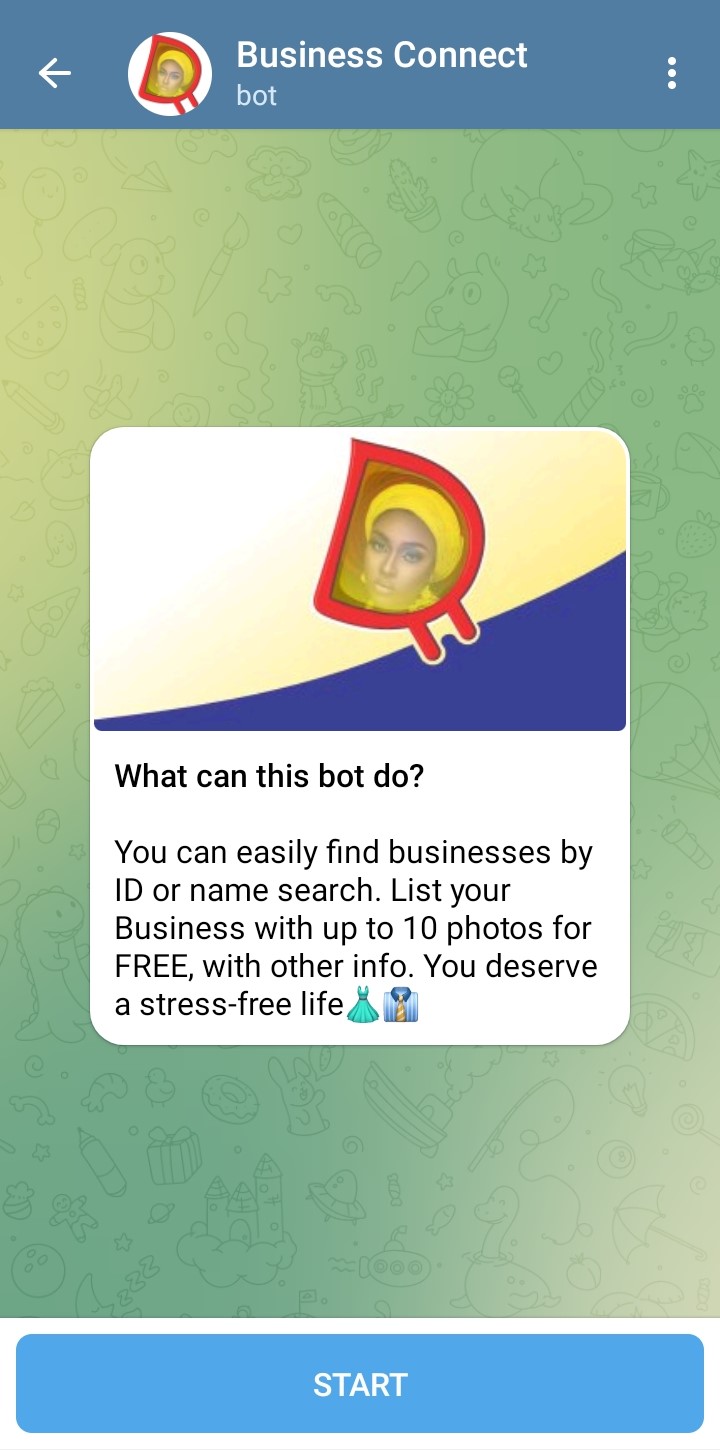 Business Connect
bot
What can this bot do?
You can easily find businesses by
ID or name search. List your
Business with up to 10 photos for
FREE, with other info. You deserve
a stress-free life👗👔
START